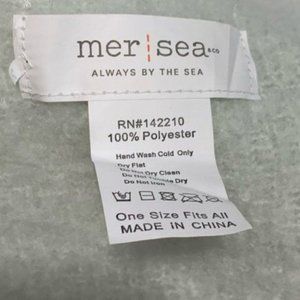 mer|sea &co
ALWAYS BY THE SEA
RN#142210
100% Polyester
Hand Wash Cold Only
Dry Flat
Do Not Dry Clean
Do Not Tumble Dry
Do Not Iron
One Size Fits All
MADE IN CHINA